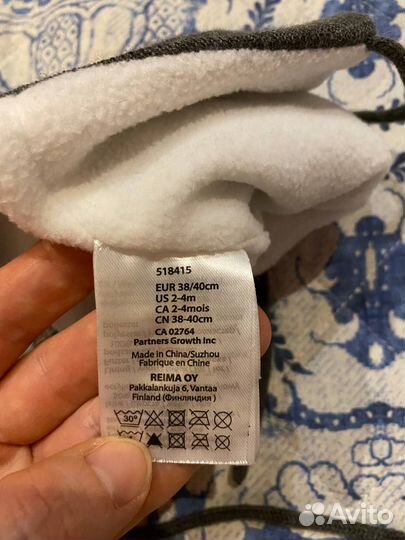 518415
EUR 38/40cm
US 2-4m
CA 2-4mois
CN 38-40cm
CA 02764
Partners Growth Inc
Made in China/Suzhou
Fabrique en Chine
REIMA OY
Pakkalankuja 6, Vantaa
Finland (Финляндия)
30°
Avito